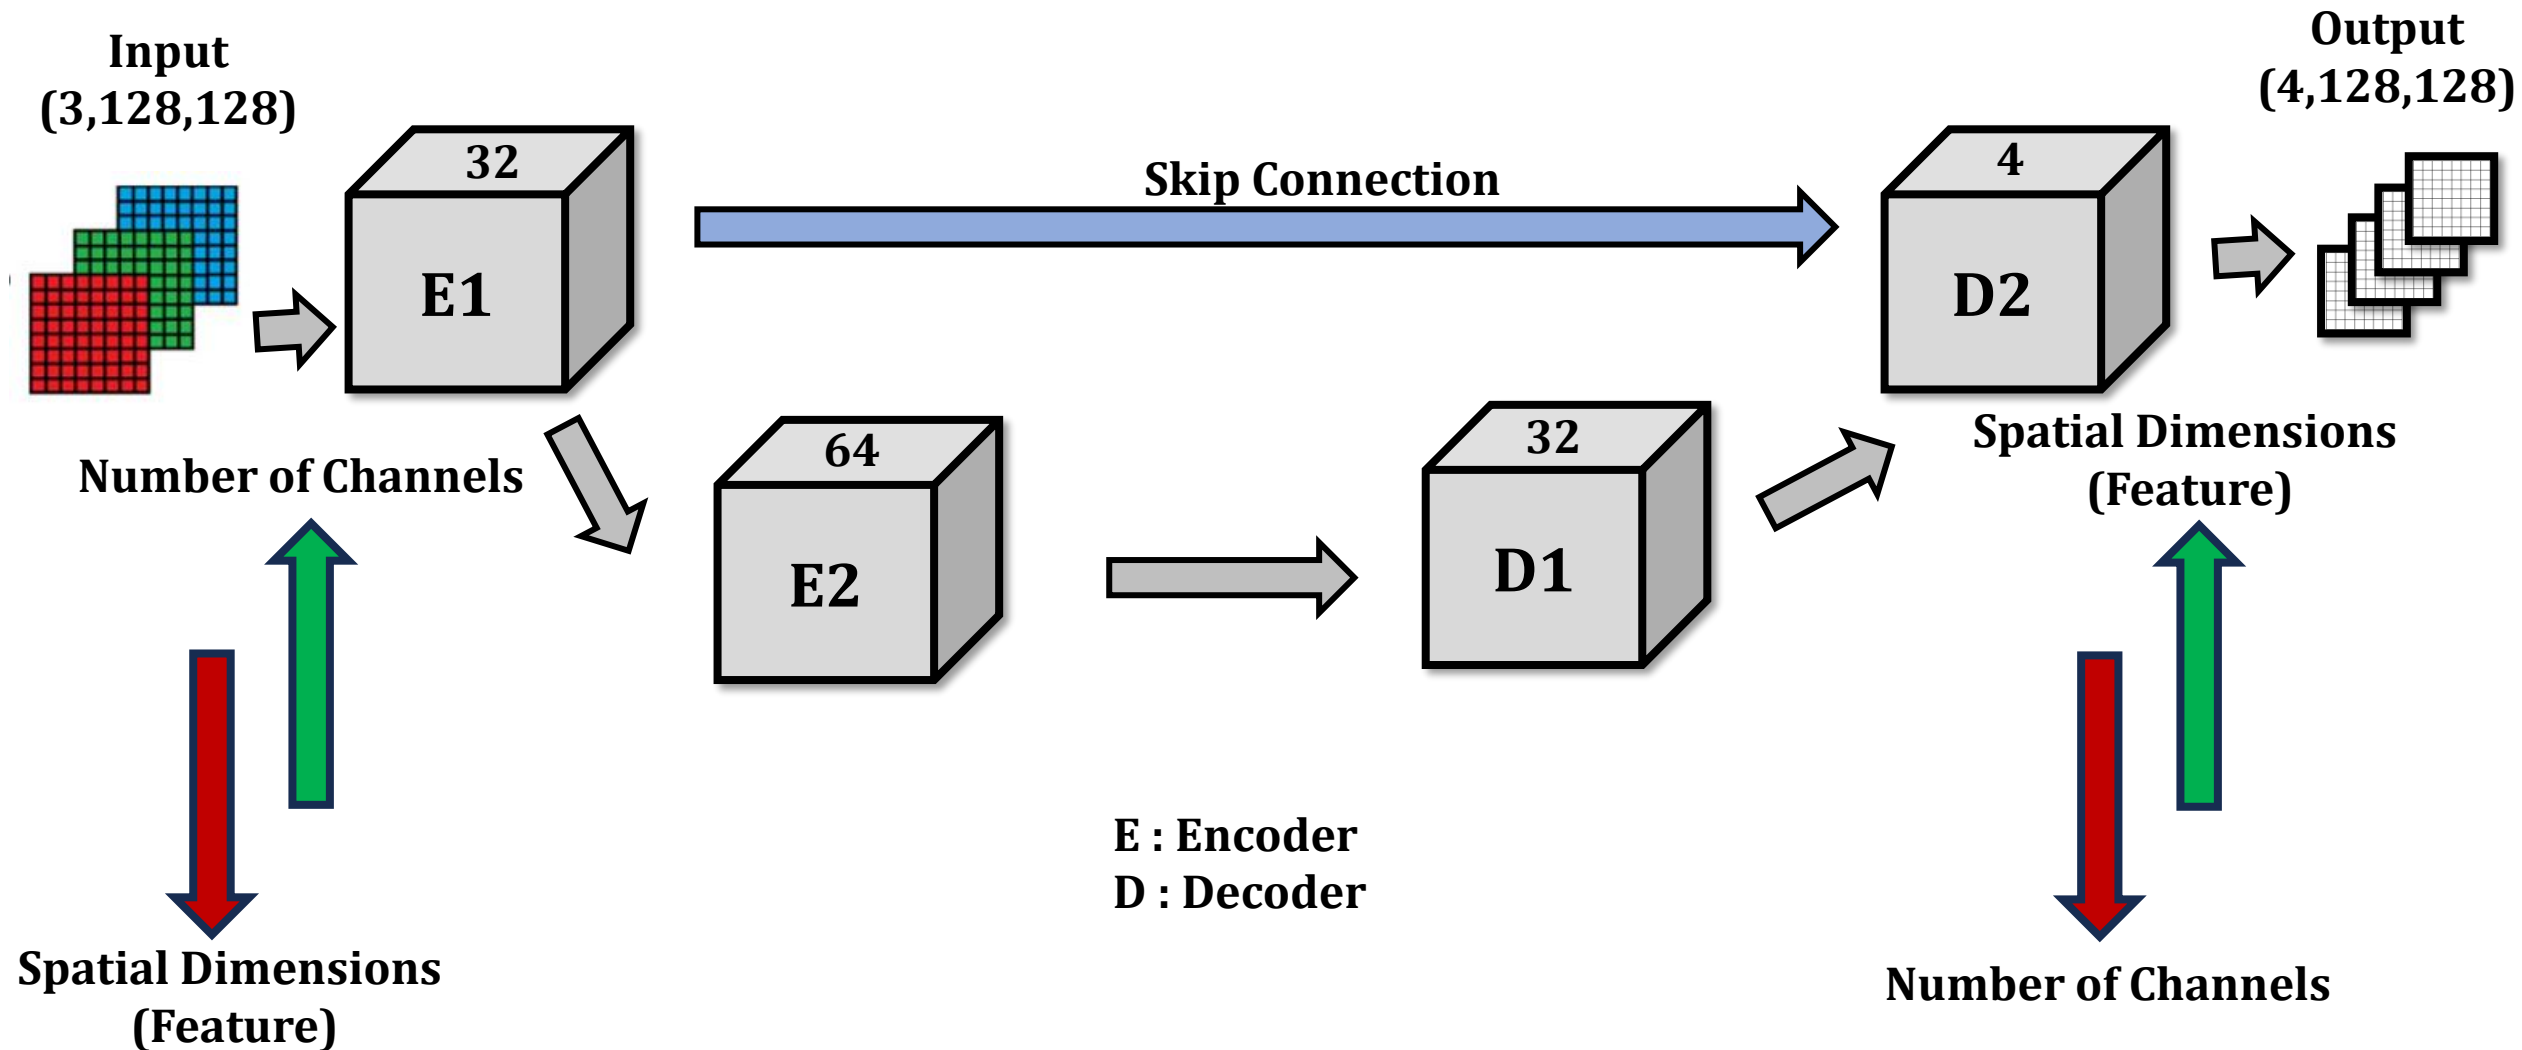 Input
(3,128,128)
Output
(4,128,128)
32
E1
Skip Connection
4
D2
Number of Channels
64
E2
32
D1
Spatial Dimensions
(Feature)
E : Encoder
D : Decoder
Spatial Dimensions
(Feature)
Number of Channels